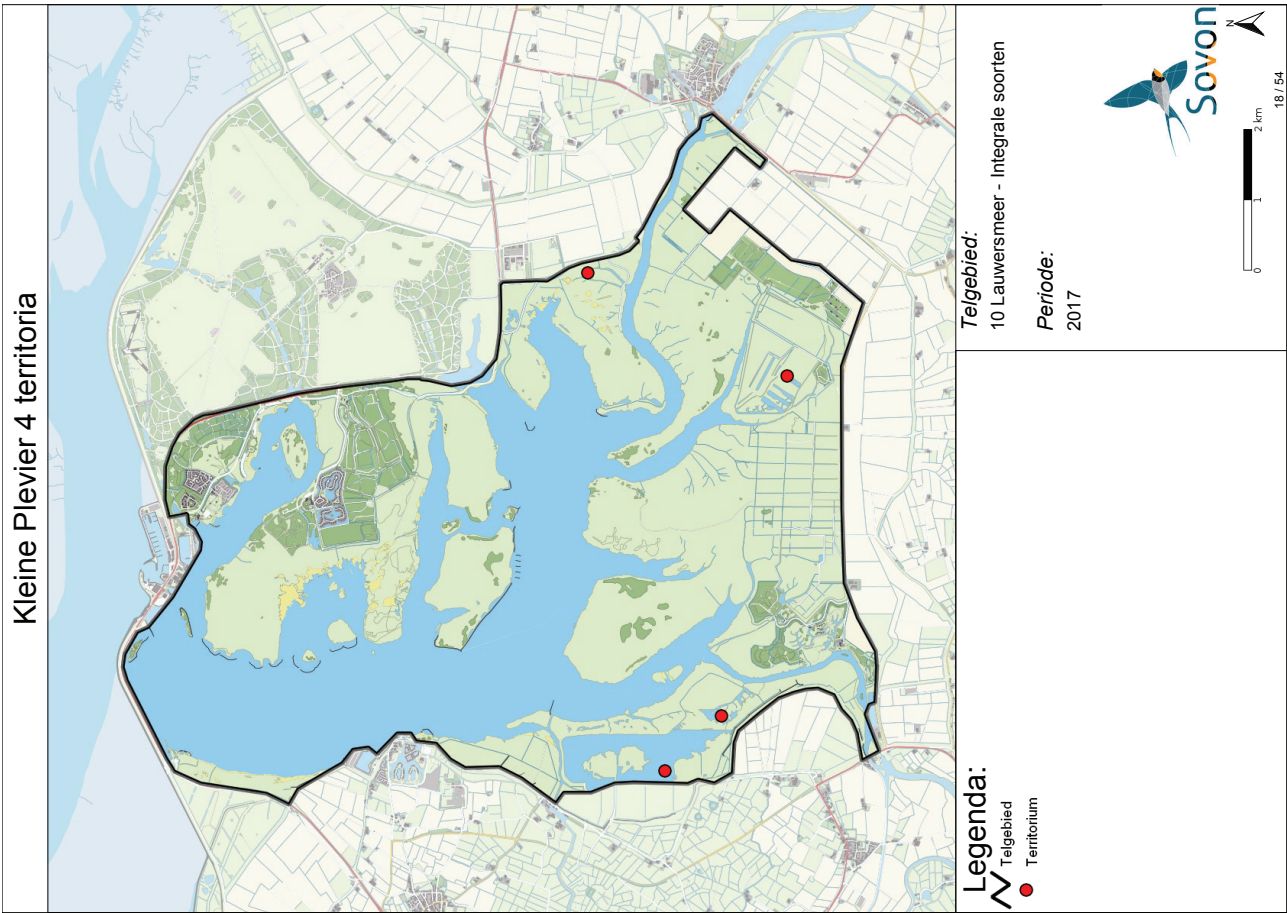 Kleine Plevier 4 territoria
Legenda:
Telgebied
Territorium
Telgebied:
10 Lauwersmeer - Integrale soorten
Periode:
2017
Sovon
N
0 1 2 km
18 / 54